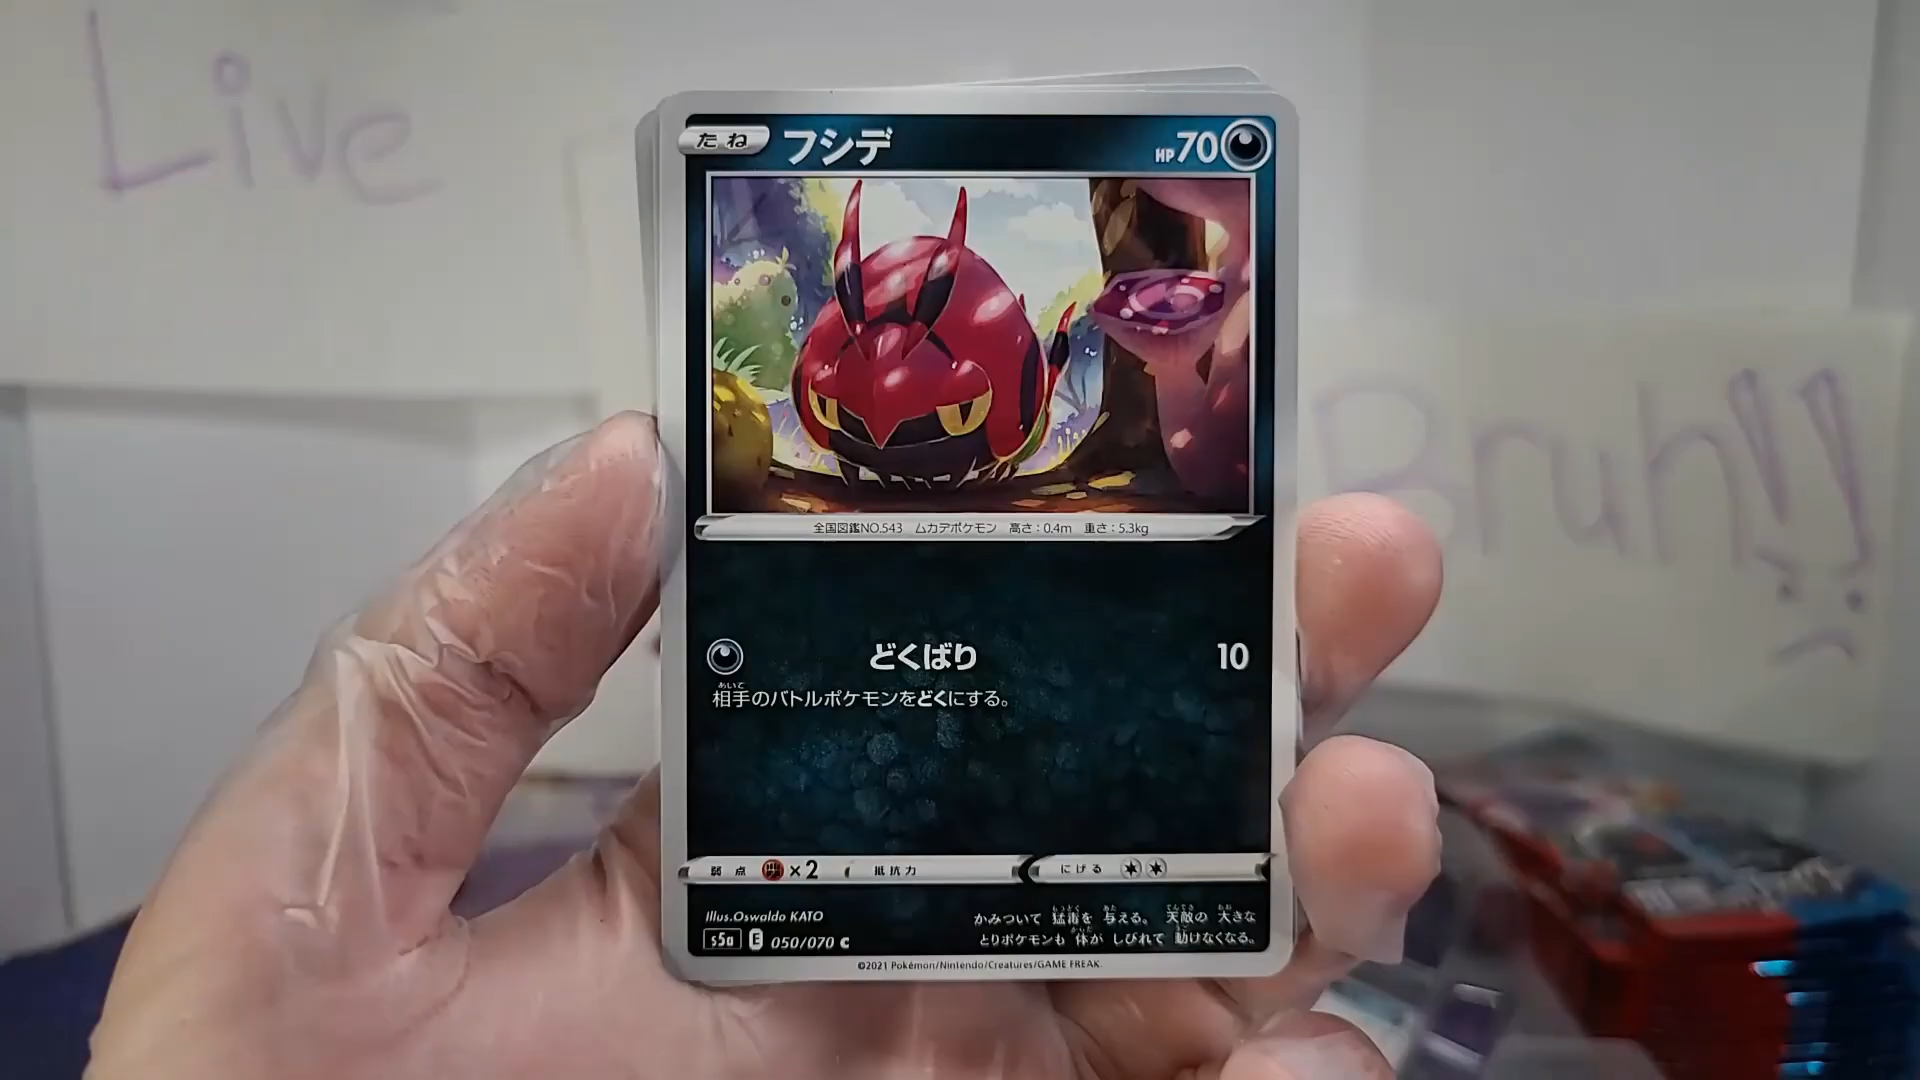 Live
Bruh!!
たね フシデ HP70
全国図鑑NO.543 ムカデポケモン 高さ:0.4m 重さ:5.3kg
どくばり 10
相手のバトルポケモンをどくにする。
弱点 ×2 抵抗力 にげる
Illus.Oswaldo KATO
かみついて 猛毒を 与える。 天敵の 大きな
とりポケモンも 体が しびれて 動けなくなる。
s5a E 050/070 C
©2021 Pokémon/Nintendo/Creatures/GAME FREAK.